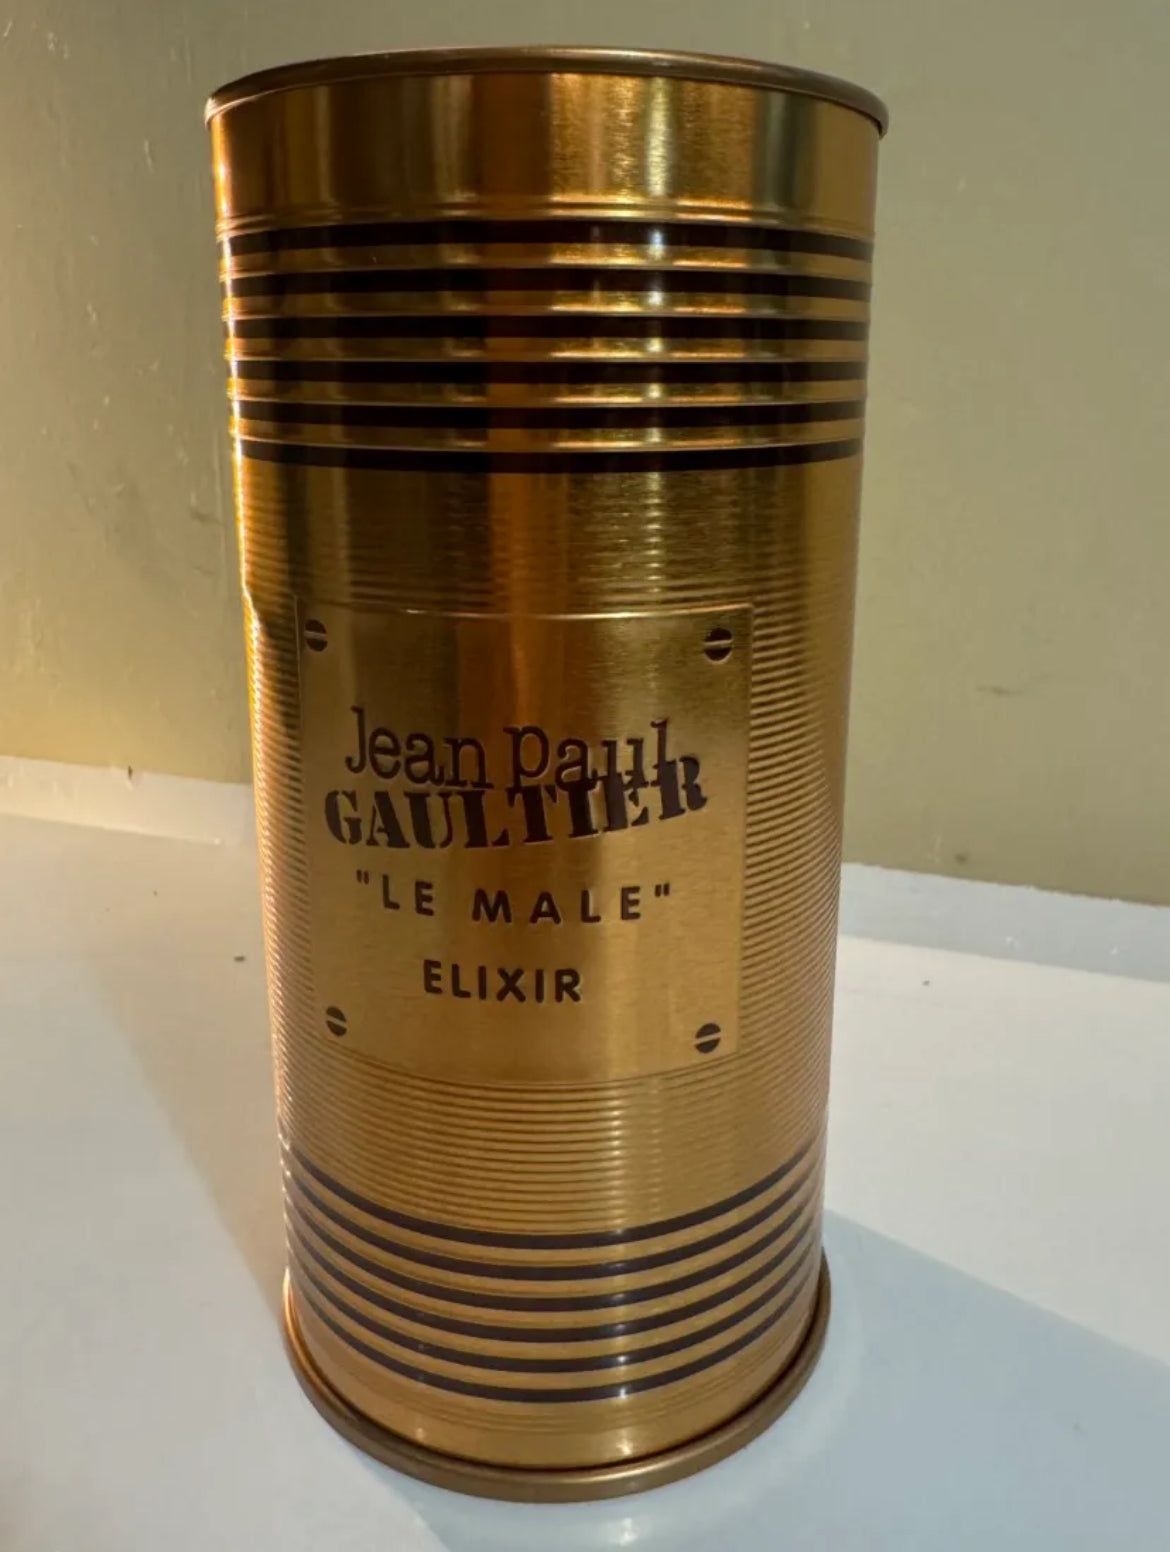 Jean Paul
GAULTIER
"LE MALE"
ELIXIR